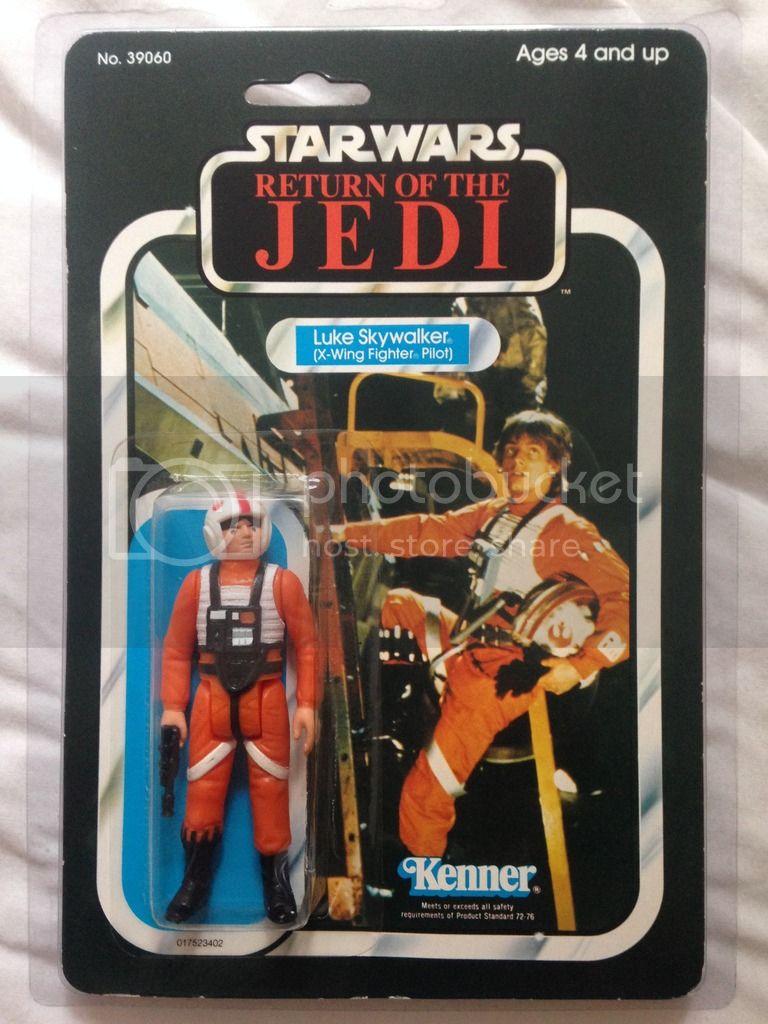 No. 39060
Ages 4 and up
STAR WARS
RETURN OF THE
JEDI
TM
Luke Skywalker®
(X-Wing Fighter® Pilot)
photobucket
host. store. share.
Kenner®
Meets or exceeds all safety
requirements of Product Standard 72-76
017523402